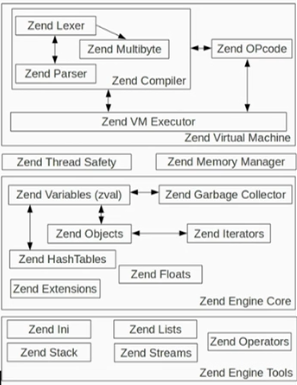 Zend Lexer
Zend Multibyte
Zend OPcode
Zend Parser
Zend Compiler
Zend VM Executor
Zend Virtual Machine
Zend Thread Safety
Zend Memory Manager
Zend Variables (zval)
Zend Garbage Collector
Zend Objects
Zend Iterators
Zend HashTables
Zend Floats
Zend Extensions
Zend Engine Core
Zend Ini
Zend Lists
Zend Operators
Zend Stack
Zend Streams
Zend Engine Tools